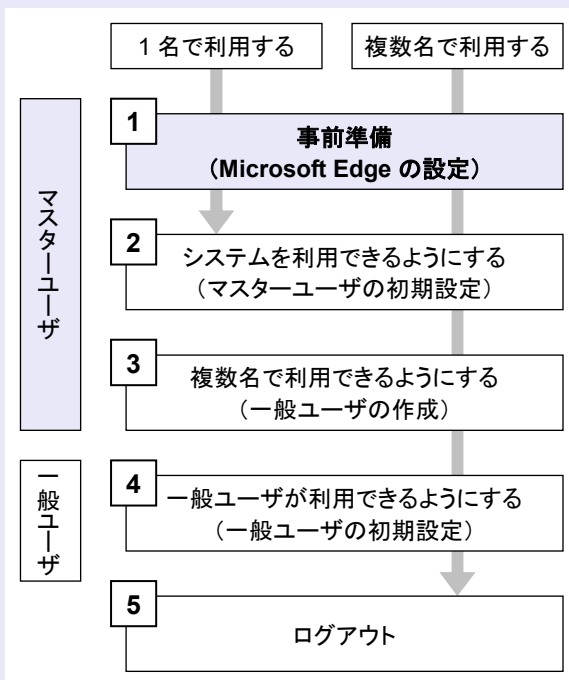 1 名で利用する
複数名で利用する
マスターユーザ
1
事前準備
（Microsoft Edge の設定）
2
システムを利用できるようにする
（マスターユーザの初期設定）
3
複数名で利用できるようにする
（一般ユーザの作成）
一般ユーザ
4
一般ユーザが利用できるようにする
（一般ユーザの初期設定）
5
ログアウト